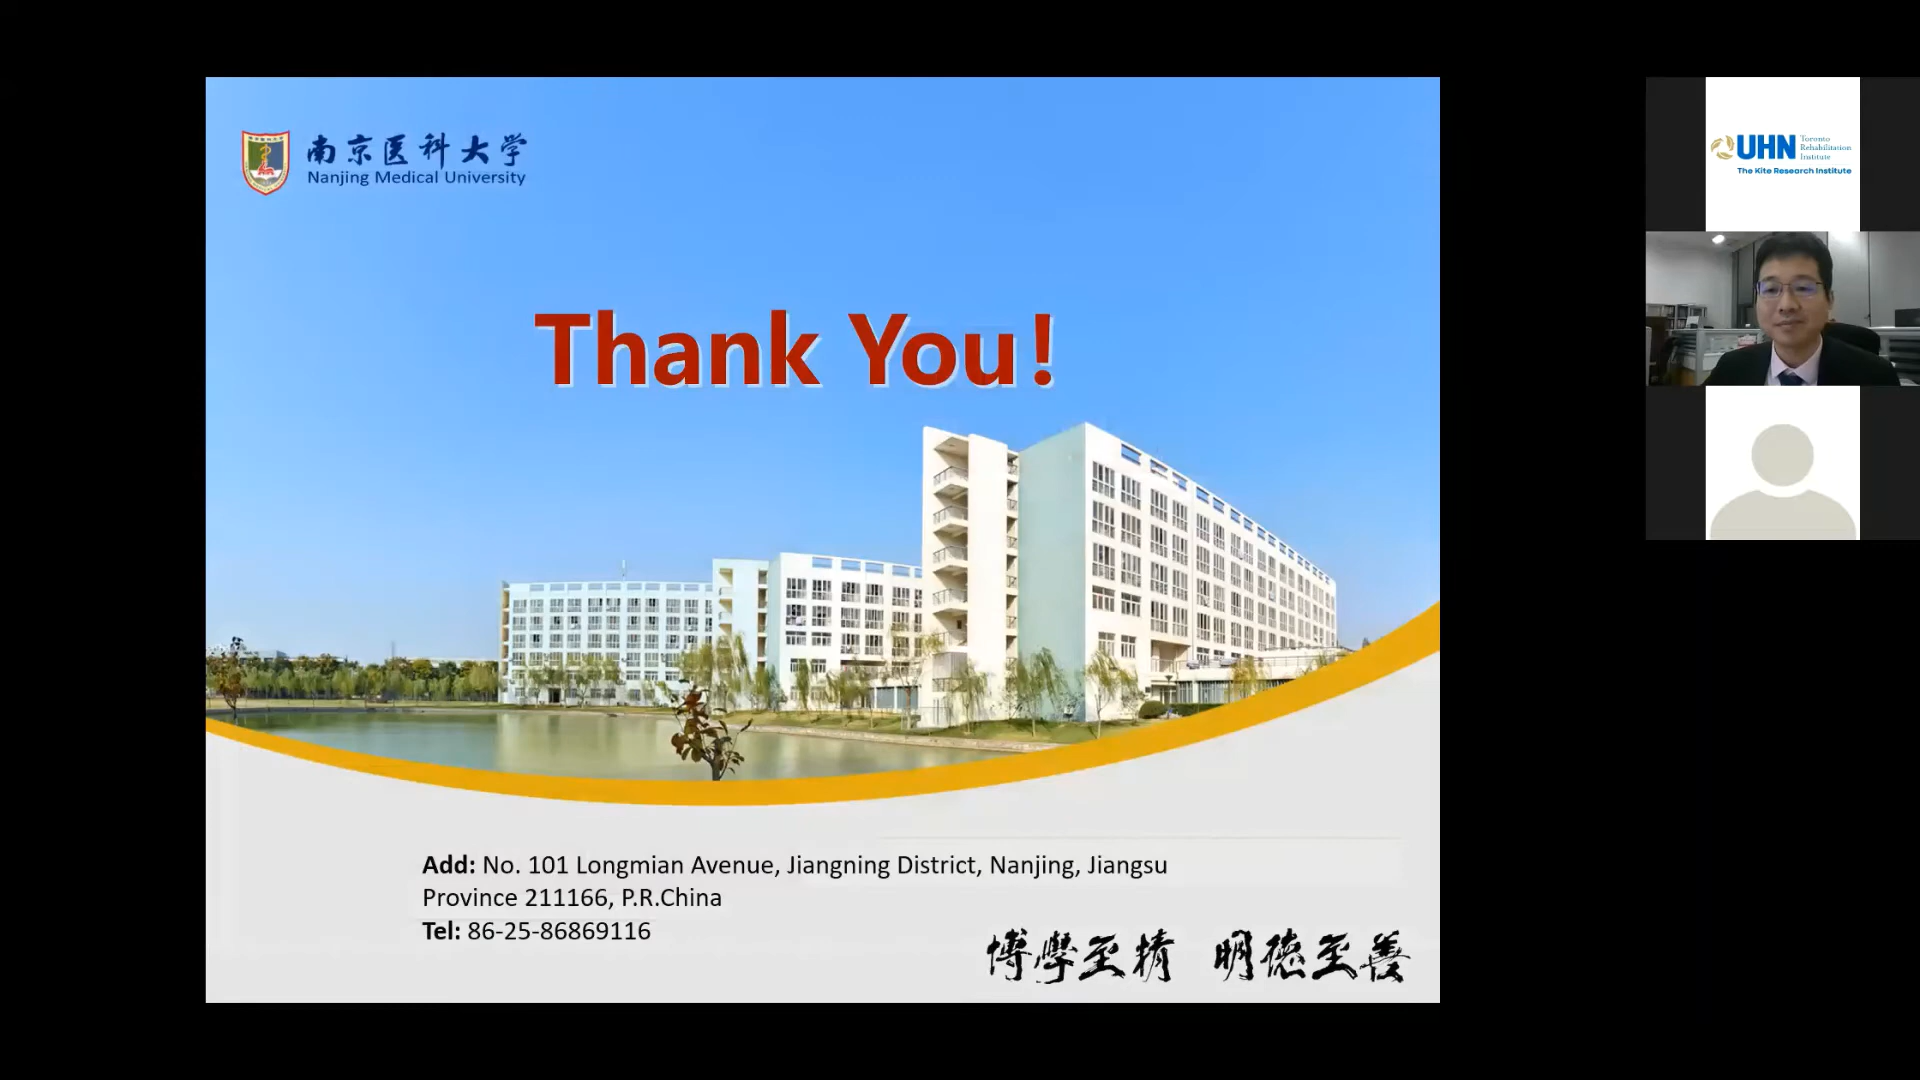 南京医科大学
Nanjing Medical University
UHN
Toronto
Rehabilitation
Institute
The Kite Research Institute
Thank You!
Add: No. 101 Longmian Avenue, Jiangning District, Nanjing, Jiangsu
Province 211166, P.R.China
Tel: 86-25-86869116
博學至精 明德至善